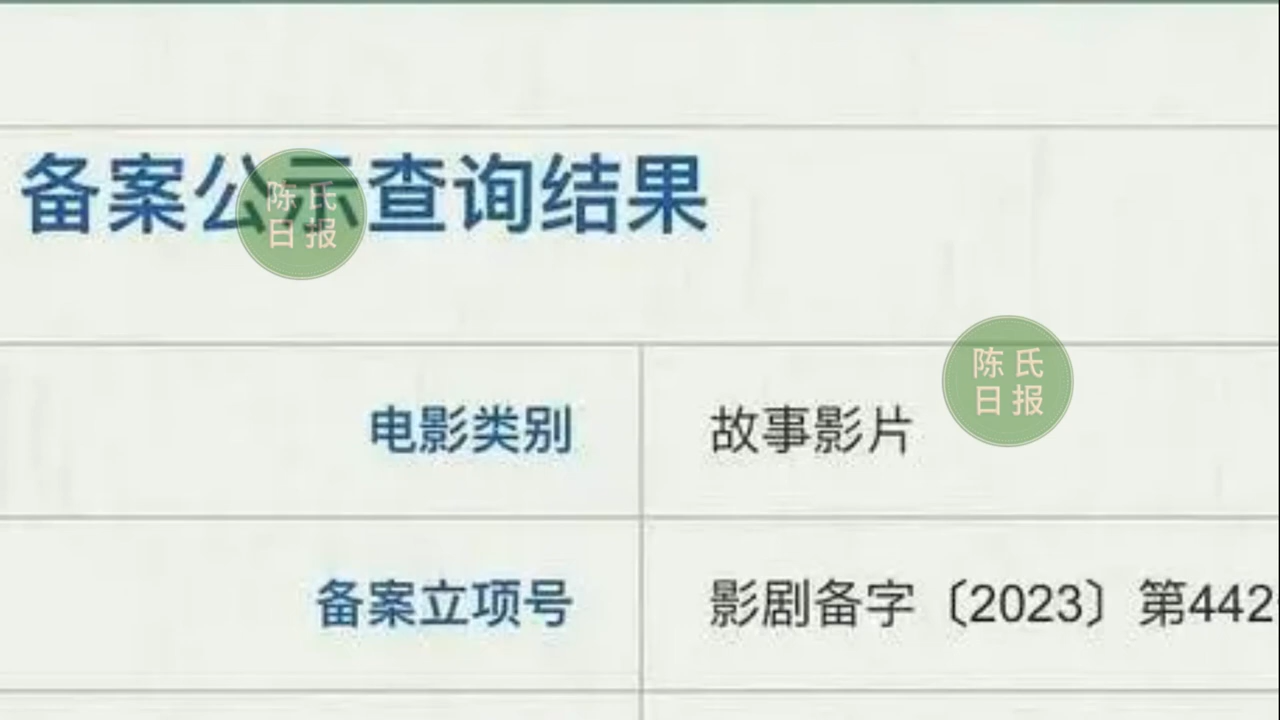 备案公示查询结果
陈氏
日报
陈氏
日报
电影类别
故事影片
备案立项号
影剧备字〔2023〕第442